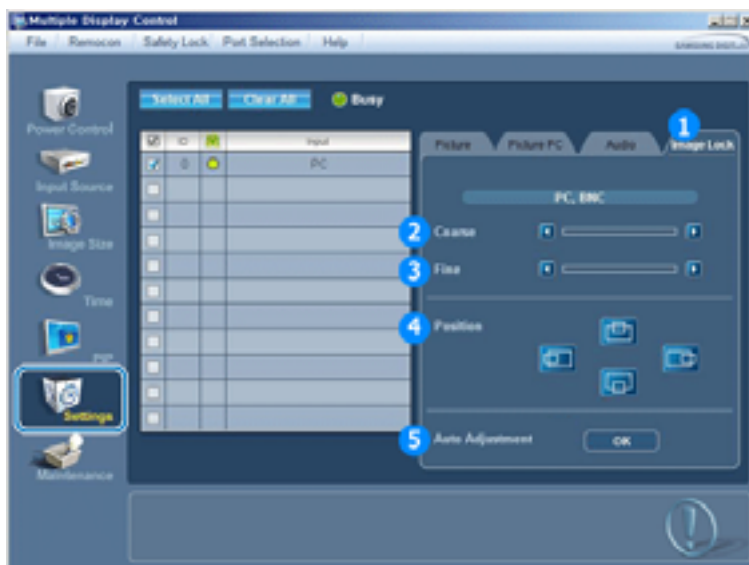 Multiple Display Control
File Remocon Safety Lock Port Selection Help
Select All Clear All Busy
Power Control
Input Source
Image Size
Time
PIP
Settings
Maintenance
ID Input
0 PC
1
Picture Picture PC Audio Image Lock
PC, BNC
2 Coarse
3 Fine
4 Position
5 Auto Adjustment OK